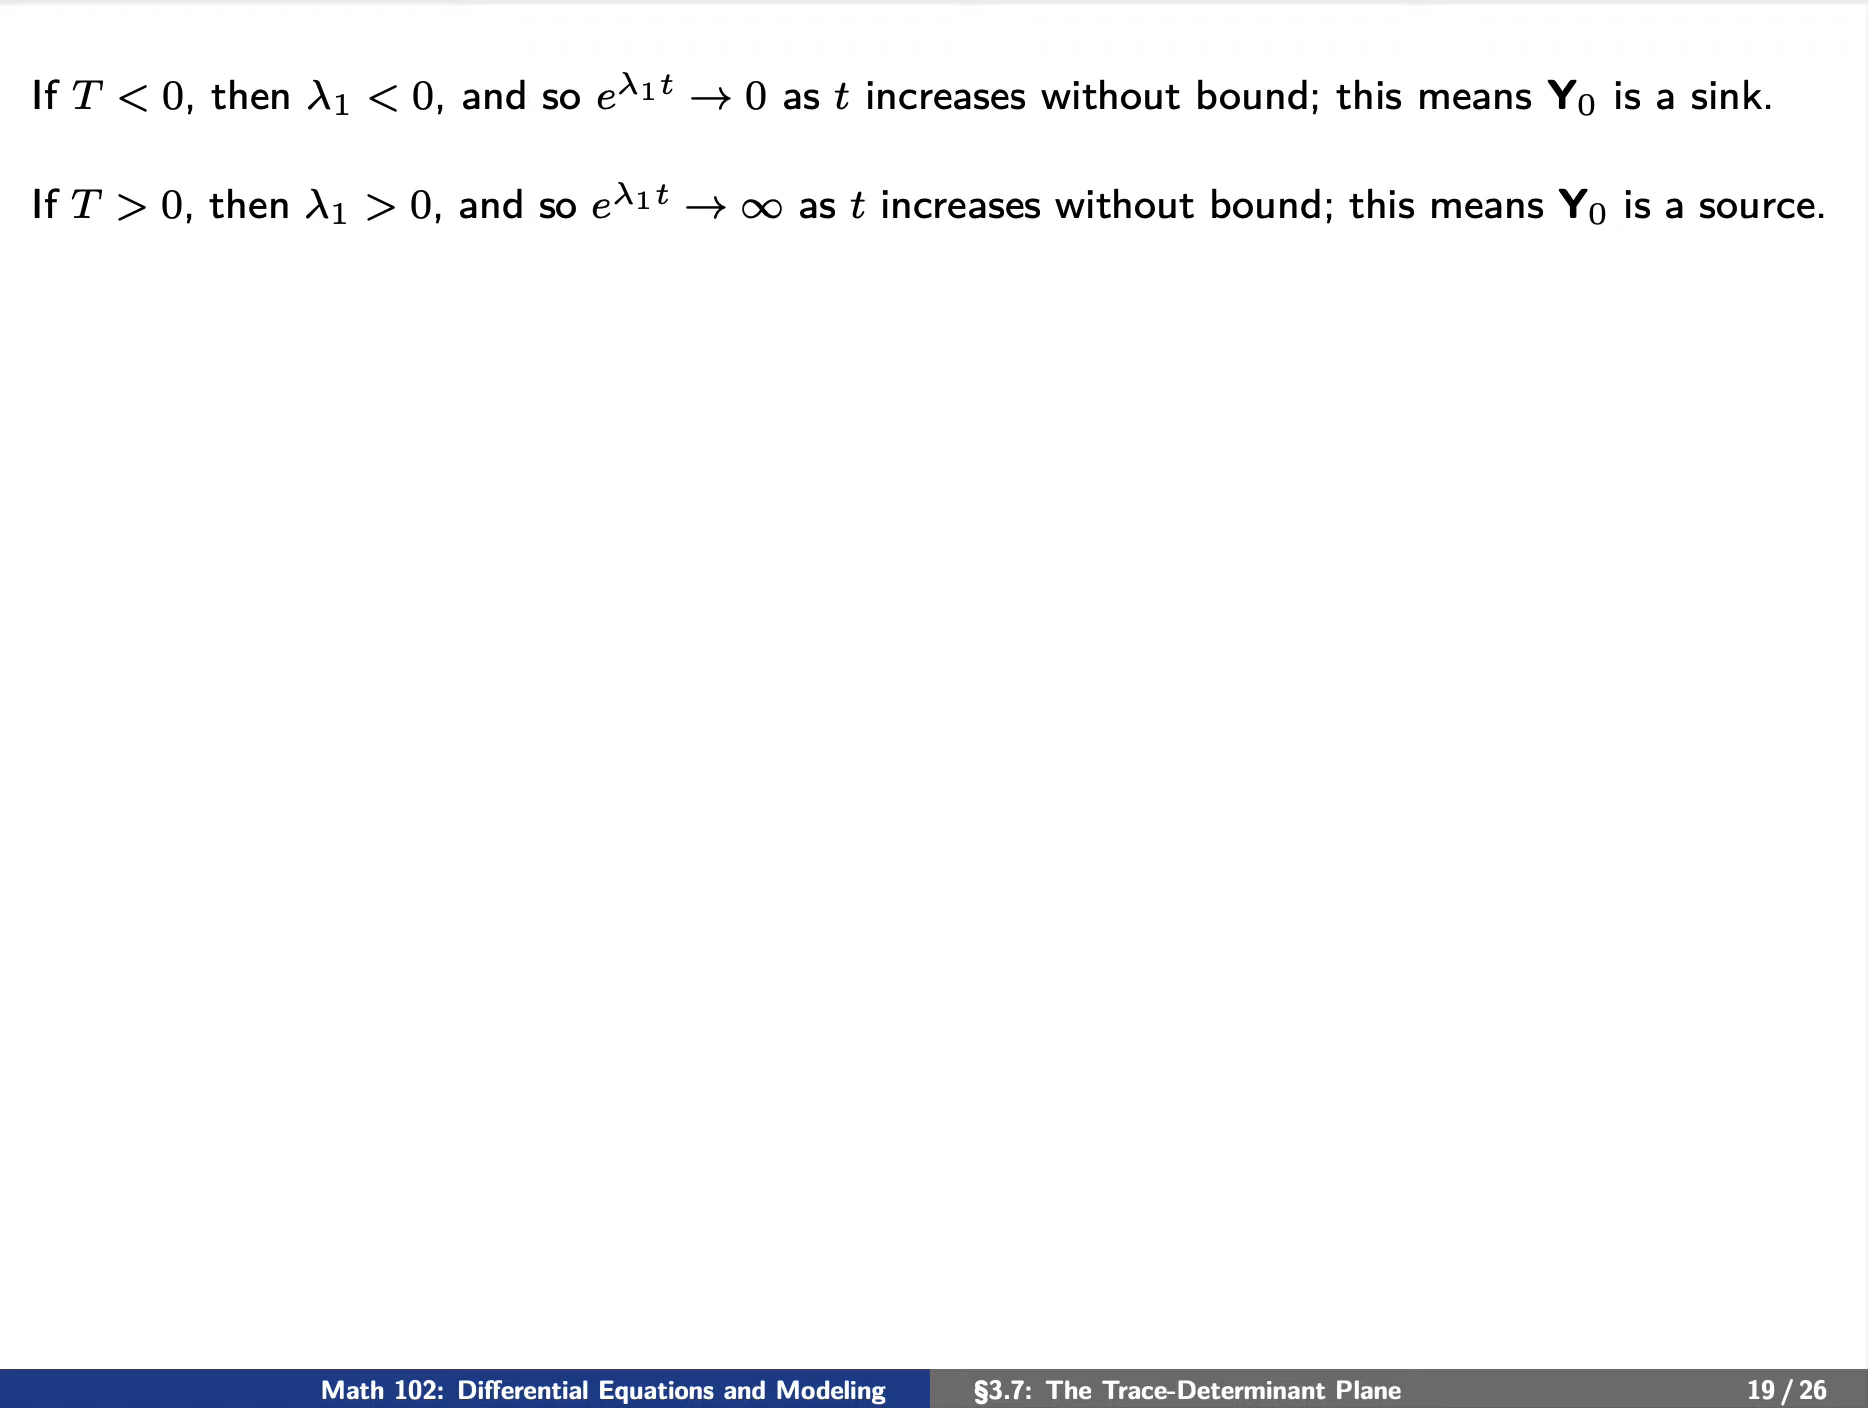 If T < 0, then λ₁ < 0, and so e^{λ₁t} → 0 as t increases without bound; this means Y₀ is a sink.
If T > 0, then λ₁ > 0, and so e^{λ₁t} → ∞ as t increases without bound; this means Y₀ is a source.
Math 102: Differential Equations and Modeling §3.7: The Trace-Determinant Plane 19 / 26